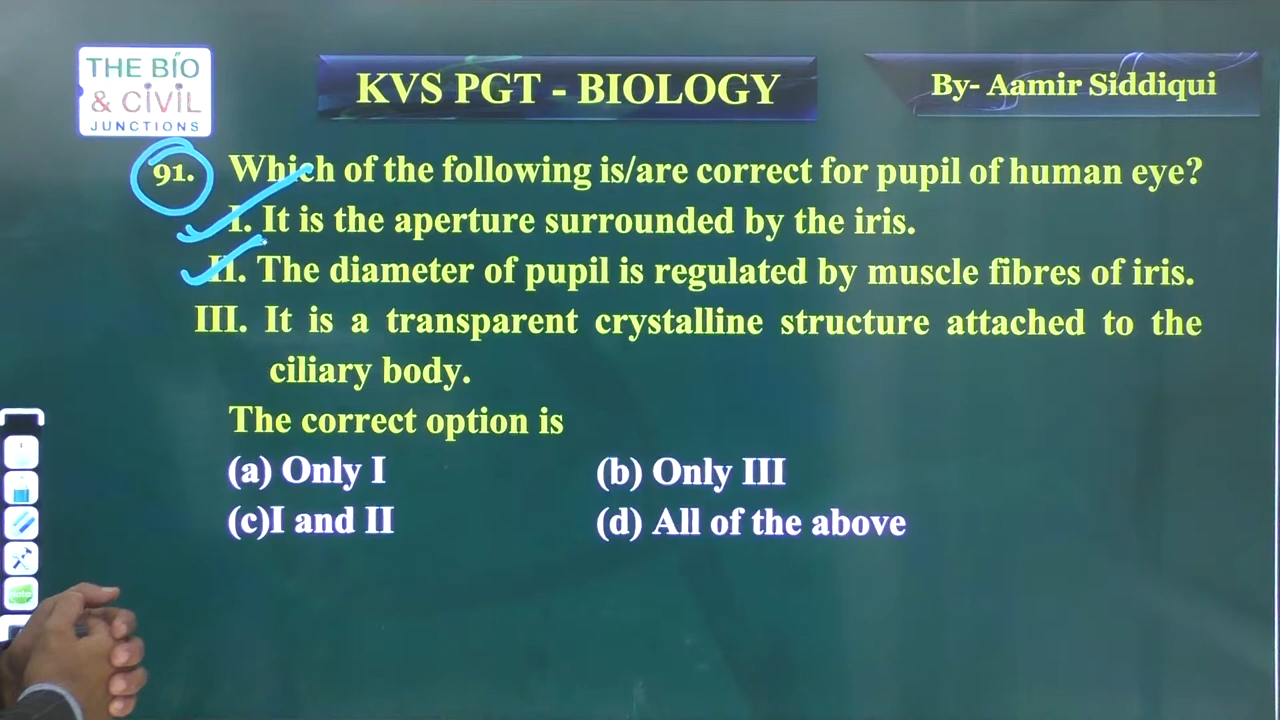 THE BIO
& CIVIL
JUNCTIONS
KVS PGT - BIOLOGY
By- Aamir Siddiqui
91. Which of the following is/are correct for pupil of human eye?
I. It is the aperture surrounded by the iris.
II. The diameter of pupil is regulated by muscle fibres of iris.
III. It is a transparent crystalline structure attached to the
ciliary body.
The correct option is
(a) Only I (b) Only III
(c)I and II (d) All of the above